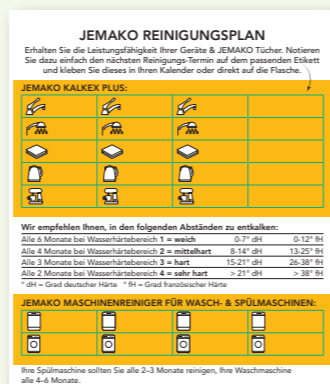 JEMAKO REINIGUNGSPLAN
Erhalten Sie die Leistungsfähigkeit Ihrer Geräte & JEMAKO Tücher. Notieren
Sie dazu einfach den nächsten Reinigungs-Termin auf dem passenden Etikett
und kleben Sie dieses in Ihren Kalender oder direkt auf die Flasche.
JEMAKO KALKEX PLUS:
Wir empfehlen Ihnen, in den folgenden Abständen zu entkalken:
Alle 6 Monate bei Wasserhärtebereich 1 = weich 0-7° dH 0-12° fH
Alle 4 Monate bei Wasserhärtebereich 2 = mittelhart 8-14° dH 13-25° fH
Alle 3 Monate bei Wasserhärtebereich 3 = hart 15-21° dH 26-38° fH
Alle 2 Monate bei Wasserhärtebereich 4 = sehr hart > 21° dH > 38° fH
° dH = Grad deutscher Härte ° fH = Grad französischer Härte
JEMAKO MASCHINENREINIGER FÜR WASCH- & SPÜLMASCHINEN:
Ihre Spülmaschine sollten Sie alle 2–3 Monate reinigen, Ihre Waschmaschine
alle 4–6 Monate.